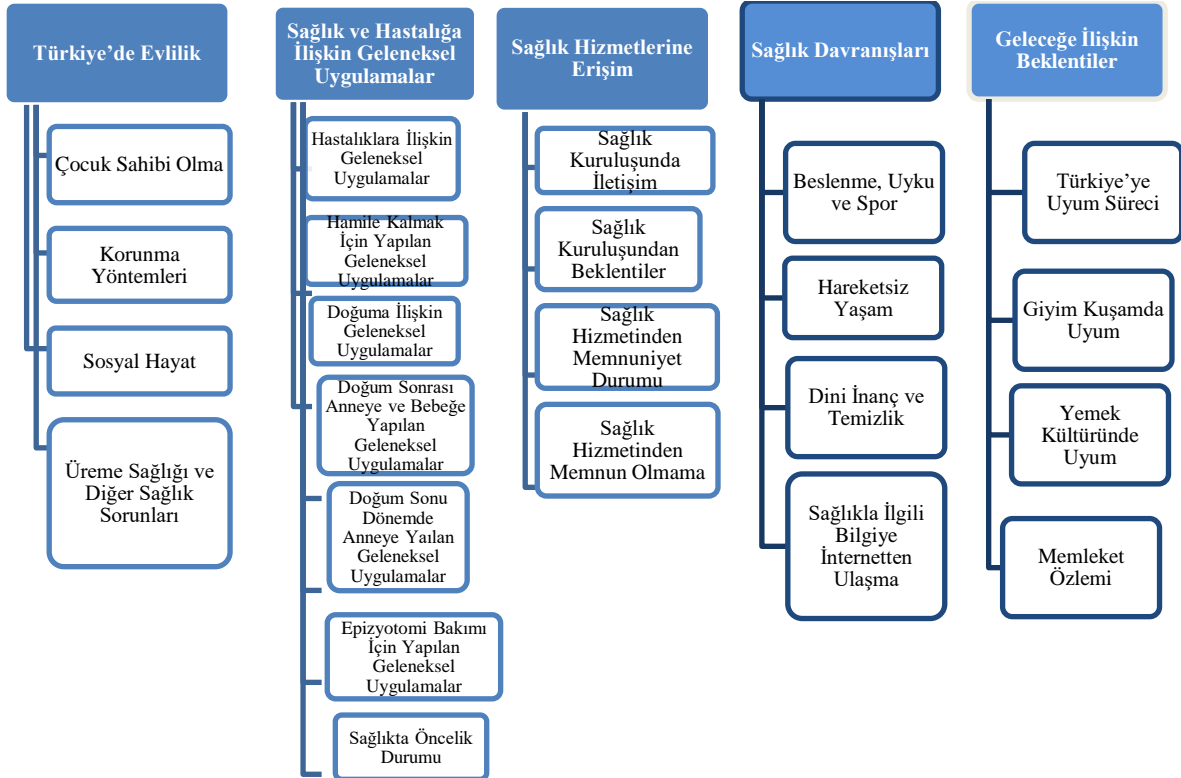 Türkiye'de Evlilik
Çocuk Sahibi Olma
Korunma
Yöntemleri
Sosyal Hayat
Üreme Sağlığı ve
Diğer Sağlık
Sorunları
Sağlık ve Hastalığa
İlişkin Geleneksel
Uygulamalar
Hastalıklara İlişkin
Geleneksel
Uygulamalar
Hamile Kalmak
İçin Yapılan
Geleneksel
Uygulamalar
Doğuma İlişkin
Geleneksel
Uygulamalar
Doğum Sonrası
Anneye ve Bebeğe
Yapılan
Geleneksel
Uygulamalar
Doğum Sonu
Dönemde
Anneye Yaılan
Geleneksel
Uygulamalar
Epizyotomi Bakımı
İçin Yapılan
Geleneksel
Uygulamalar
Sağlıkta Öncelik
Durumu
Sağlık Hizmetlerine
Erişim
Sağlık
Kuruluşunda
İletişim
Sağlık
Kuruluşundan
Beklentiler
Sağlık
Hizmetinden
Memnuniyet
Durumu
Sağlık
Hizmetinden
Memnun Olmama
Sağlık Davranışları
Beslenme, Uyku
ve Spor
Hareketsiz
Yaşam
Dini İnanç ve
Temizlik
Sağlıkla İlgili
Bilgiye
İnternetten
Ulaşma
Geleceğe İlişkin
Beklentiler
Türkiye'ye
Uyum Süreci
Giyim Kuşamda
Uyum
Yemek
Kültüründe
Uyum
Memleket
Özlemi